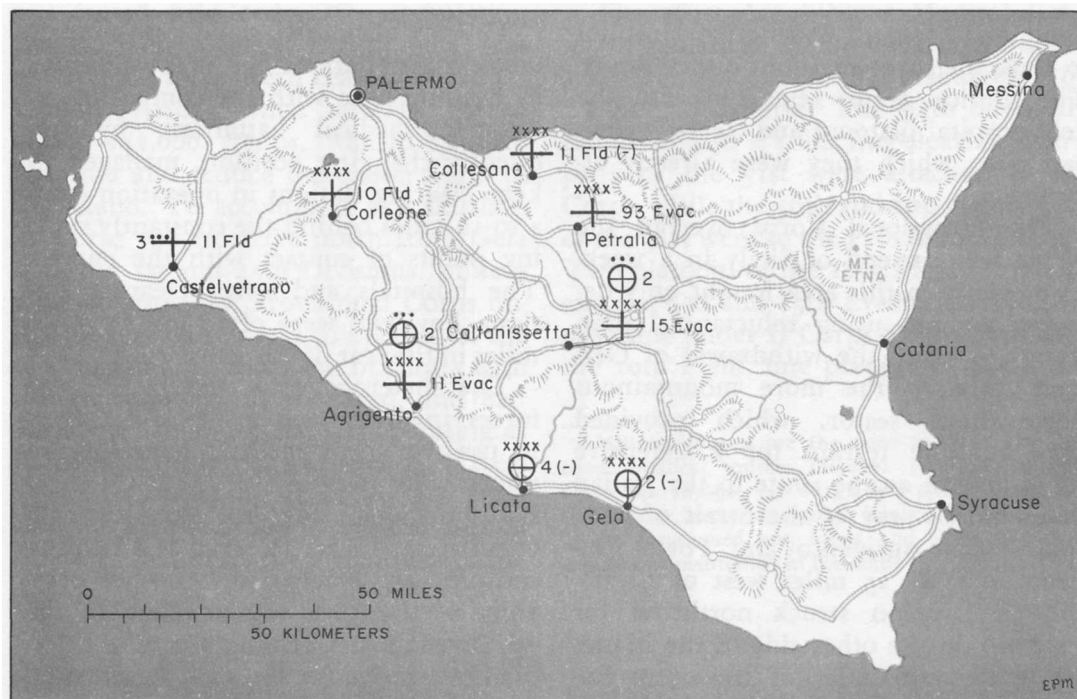 PALERMO
Messina
xxxx
11 Fld (-)
Collesano
xxxx
10 Fld
Corleone
xxxx
93 Evac
Petralia
3
11 Fld
Castelvetrano
MT.
ETNA
2
xxxx
15 Evac
Caltanissetta
2
xxxx
11 Evac
Agrigento
Catania
xxxx
4 (-)
Licata
xxxx
2 (-)
Gela
Syracuse
0 50 MILES
50 KILOMETERS
EPM